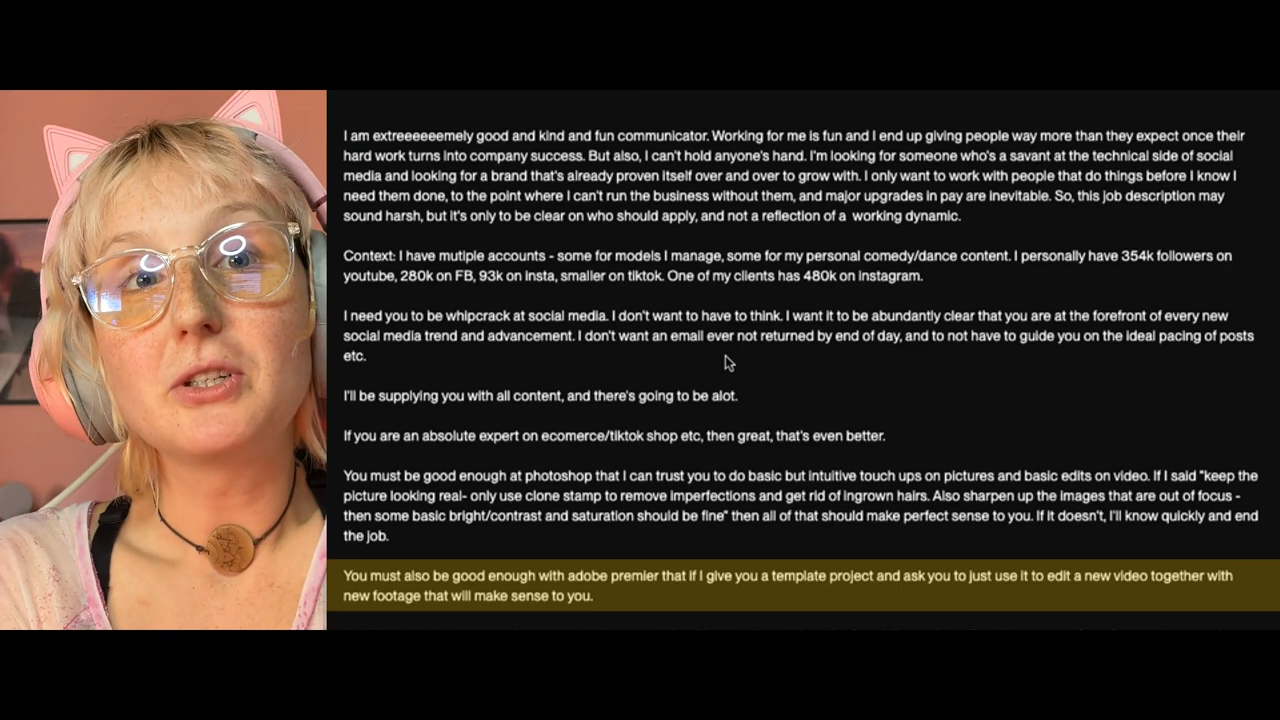 I am extreeeeeemely good and kind and fun communicator. Working for me is fun and I end up giving people way more than they expect once their
hard work turns into company success. But also, I can't hold anyone's hand. I'm looking for someone who's a savant at the technical side of social
media and looking for a brand that's already proven itself over and over to grow with. I only want to work with people that do things before I know I
need them done, to the point where I can't run the business without them, and major upgrades in pay are inevitable. So, this job description may
sound harsh, but it's only to be clear on who should apply, and not a reflection of a working dynamic.
Context: I have mutiple accounts - some for models I manage, some for my personal comedy/dance content. I personally have 354k followers on
youtube, 280k on FB, 93k on insta, smaller on tiktok. One of my clients has 480k on instagram.
I need you to be whipcrack at social media. I don't want to have to think. I want it to be abundantly clear that you are at the forefront of every new
social media trend and advancement. I don't want an email ever not returned by end of day, and to not have to guide you on the ideal pacing of posts
etc.
I'll be supplying you with all content, and there's going to be alot.
If you are an absolute expert on ecomerce/tiktok shop etc, then great, that's even better.
You must be good enough at photoshop that I can trust you to do basic but intuitive touch ups on pictures and basic edits on video. If I said "keep the
picture looking real- only use clone stamp to remove imperfections and get rid of ingrown hairs. Also sharpen up the images that are out of focus -
then some basic bright/contrast and saturation should be fine" then all of that should make perfect sense to you. If it doesn't, I'll know quickly and end
the job.
You must also be good enough with adobe premier that if I give you a template project and ask you to just use it to edit a new video together with
new footage that will make sense to you.